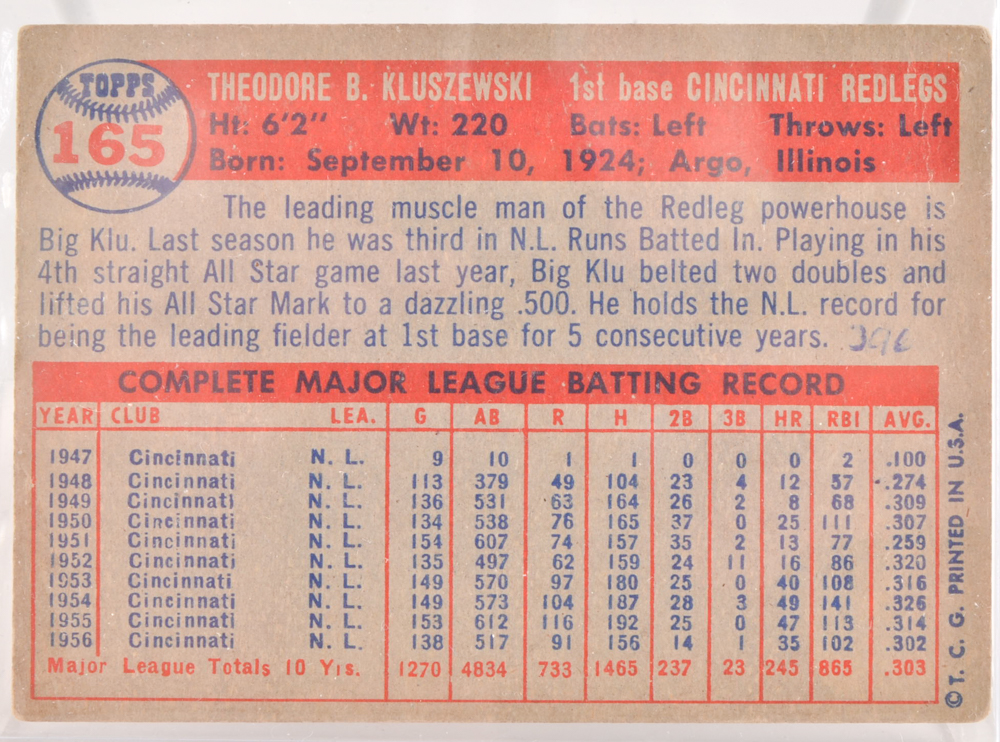 TOPPS
165
THEODORE B. KLUSZEWSKI 1st base CINCINNATI REDLEGS
Ht: 6'2" Wt: 220 Bats: Left Throws: Left
Born: September 10, 1924; Argo, Illinois
The leading muscle man of the Redleg powerhouse is
Big Klu. Last season he was third in N.L. Runs Batted In. Playing in his
4th straight All Star game last year, Big Klu belted two doubles and
lifted his All Star Mark to a dazzling .500. He holds the N.L. record for
being the leading fielder at 1st base for 5 consecutive years.
COMPLETE MAJOR LEAGUE BATTING RECORD
YEAR CLUB LEA. G AB R H 2B 3B HR RBI AVG.
1947 Cincinnati N. L. 9 10 1 1 0 0 0 2 .100
1948 Cincinnati N. L. 113 379 49 104 23 4 12 57 .274
1949 Cincinnati N. L. 136 531 63 164 26 2 8 68 .309
1950 Cincinnati N. L. 134 538 76 165 37 0 25 111 .307
1951 Cincinnati N. L. 154 607 74 157 35 2 13 77 .259
1952 Cincinnati N. L. 135 497 62 159 24 11 16 86 .320
1953 Cincinnati N. L. 149 570 97 180 25 0 40 108 .316
1954 Cincinnati N. L. 149 573 104 187 28 3 49 141 .326
1955 Cincinnati N. L. 153 612 116 192 25 0 47 113 .314
1956 Cincinnati N. L. 138 517 91 156 14 1 35 102 .302
Major League Totals 10 Yrs. 1270 4834 733 1465 237 23 245 865 .303
© T. C. G. PRINTED IN U.S.A.